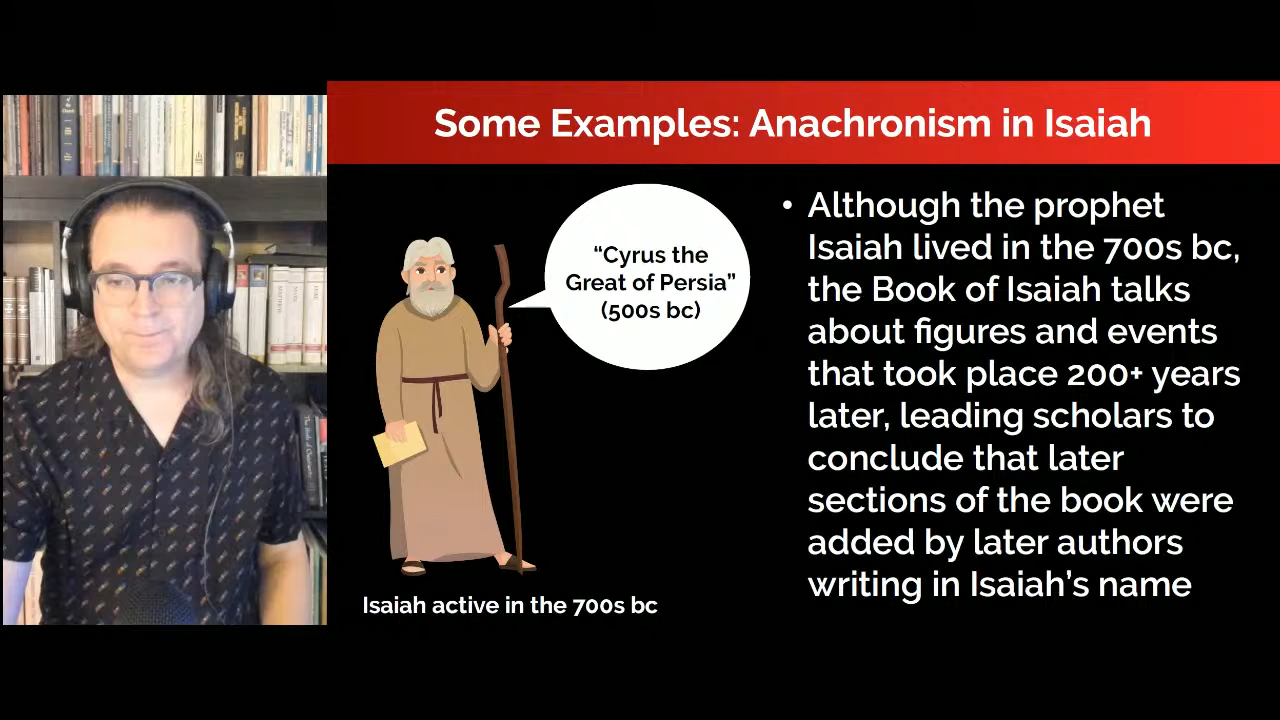 Some Examples: Anachronism in Isaiah
“Cyrus the
Great of Persia”
(500s bc)
Isaiah active in the 700s bc
• Although the prophet
Isaiah lived in the 700s bc,
the Book of Isaiah talks
about figures and events
that took place 200+ years
later, leading scholars to
conclude that later
sections of the book were
added by later authors
writing in Isaiah’s name